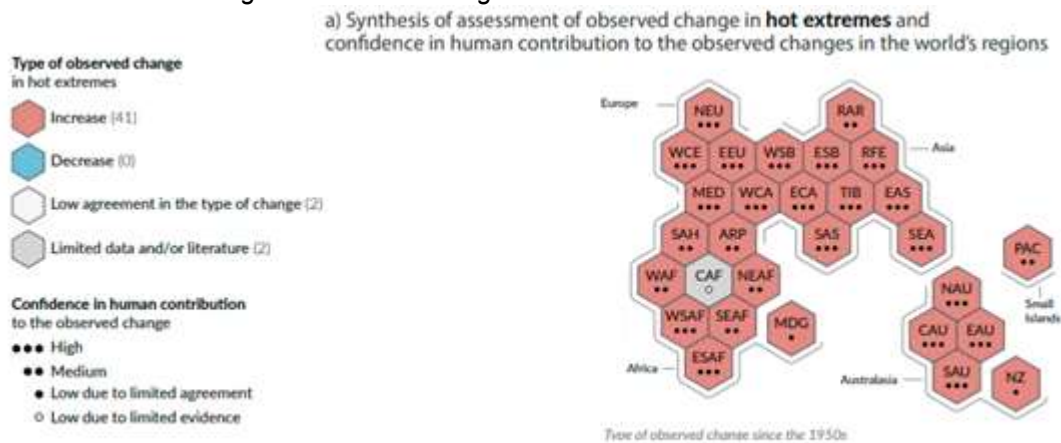 a) Synthesis of assessment of observed change in hot extremes and
confidence in human contribution to the observed changes in the world's regions
Type of observed change
in hot extremes
Increase (41)
Decrease (0)
Low agreement in the type of change (2)
Limited data and/or literature (2)
Confidence in human contribution
to the observed change
High
Medium
Low due to limited agreement
Low due to limited evidence
Europe
NEU
RAR
WCE EEU WSB ESB RFE
Asia
MED WCA ECA TIB EAS
SAH ARP SAS SEA
PAC
WAF CAF NEAF
NAU
Small
Islands
WSAF SEAF MDG
CAU EAU
Africa
ESAF
Australasia
SAU
NZ
Type of observed change since the 1950s